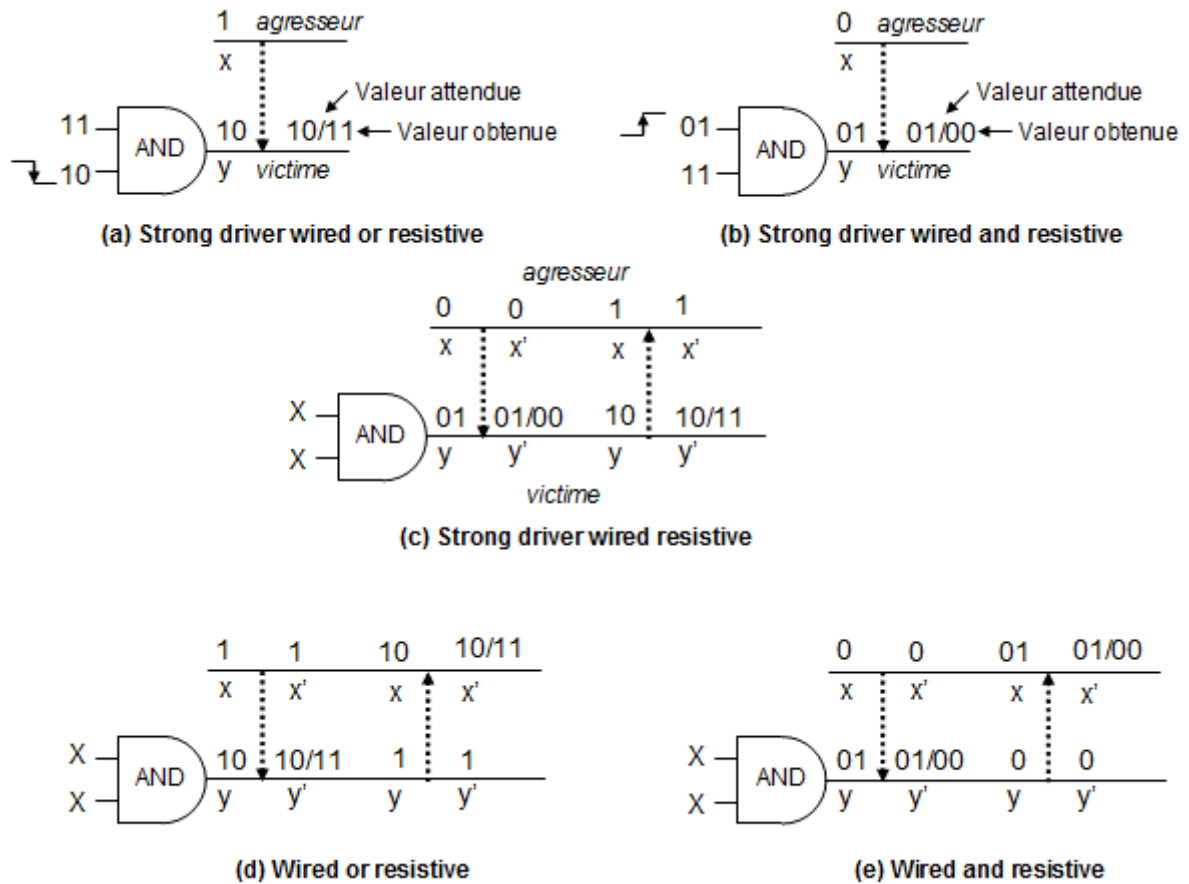 1 agresseur
x
Valeur attendue
11
AND
10
10/11
Valeur obtenue
10
y
victime
(a) Strong driver wired or resistive
0
agresseur
x
Valeur attendue
01
AND
01
01/00
Valeur obtenue
11
y
victime
(b) Strong driver wired and resistive
agresseur
0 0 1 1
x x' x x'
X
AND
01 01/00 10 10/11
X
y y' y y'
victime
(c) Strong driver wired resistive
1 1 10 10/11
x x' x x'
X
AND
10 10/11 1 1
X
y y' y y'
(d) Wired or resistive
0 0 01 01/00
x x' x x'
X
AND
01 01/00 0 0
X
y y' y y'
(e) Wired and resistive